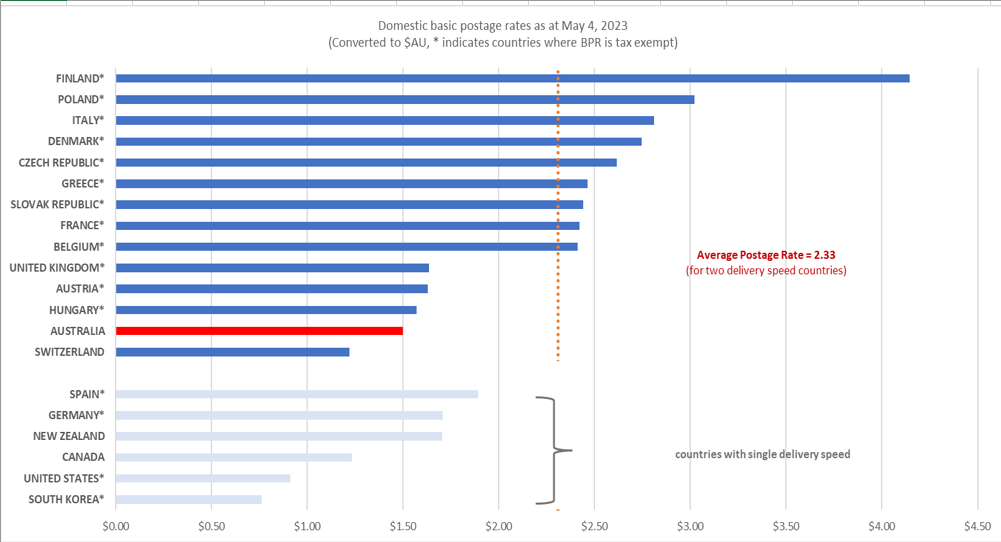 Domestic basic postage rates as at May 4, 2023
(Converted to $AU, * indicates countries where BPR is tax exempt)
FINLAND*
POLAND*
ITALY*
DENMARK*
CZECH REPUBLIC*
GREECE*
SLOVAK REPUBLIC*
FRANCE*
BELGIUM*
UNITED KINGDOM*
AUSTRIA*
HUNGARY*
AUSTRALIA
SWITZERLAND
Average Postage Rate = 2.33
(for two delivery speed countries)
SPAIN*
GERMANY*
NEW ZEALAND
CANADA
UNITED STATES*
SOUTH KOREA*
countries with single delivery speed
$0.00 $0.50 $1.00 $1.50 $2.00 $2.50 $3.00 $3.50 $4.00 $4.50